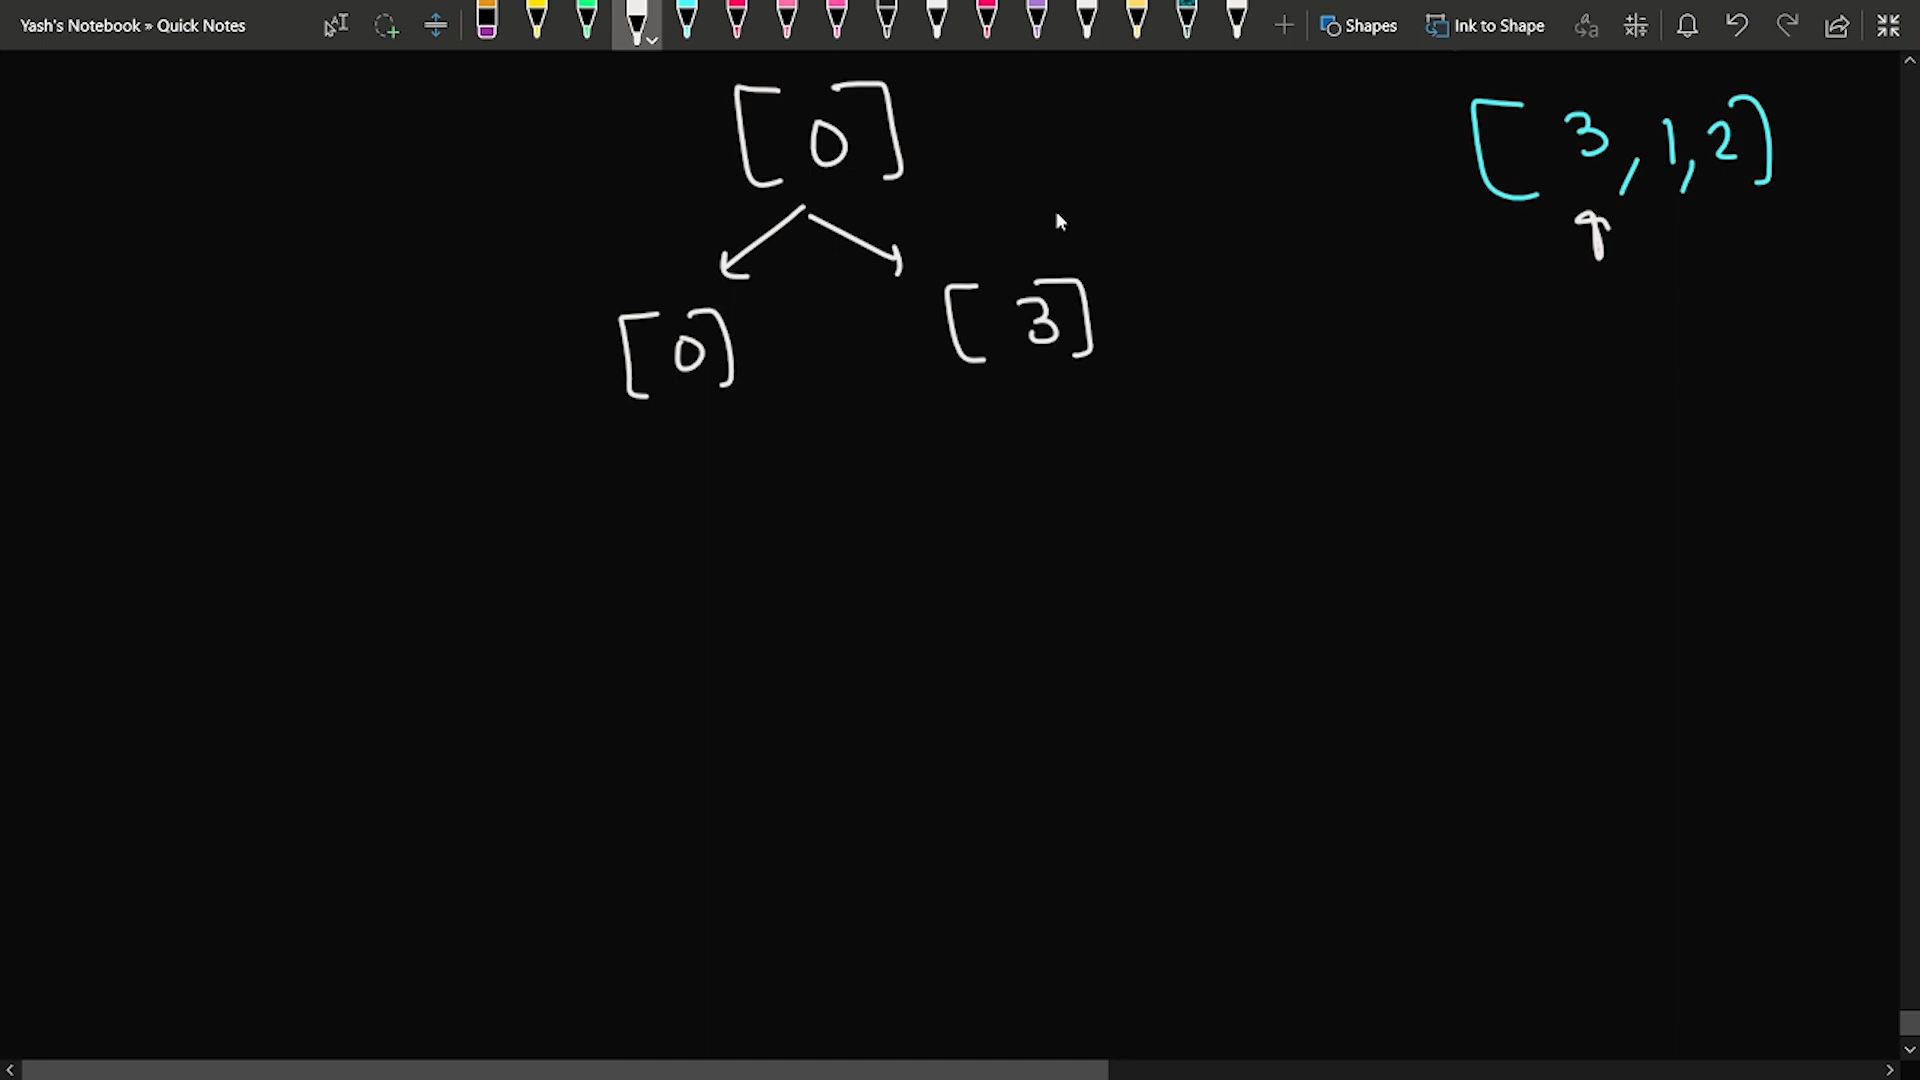 Yash's Notebook » Quick Notes
Shapes
Ink to Shape
[ 0 ]
[ 3, 1, 2 ]
[ 0 ]
[ 3 ]